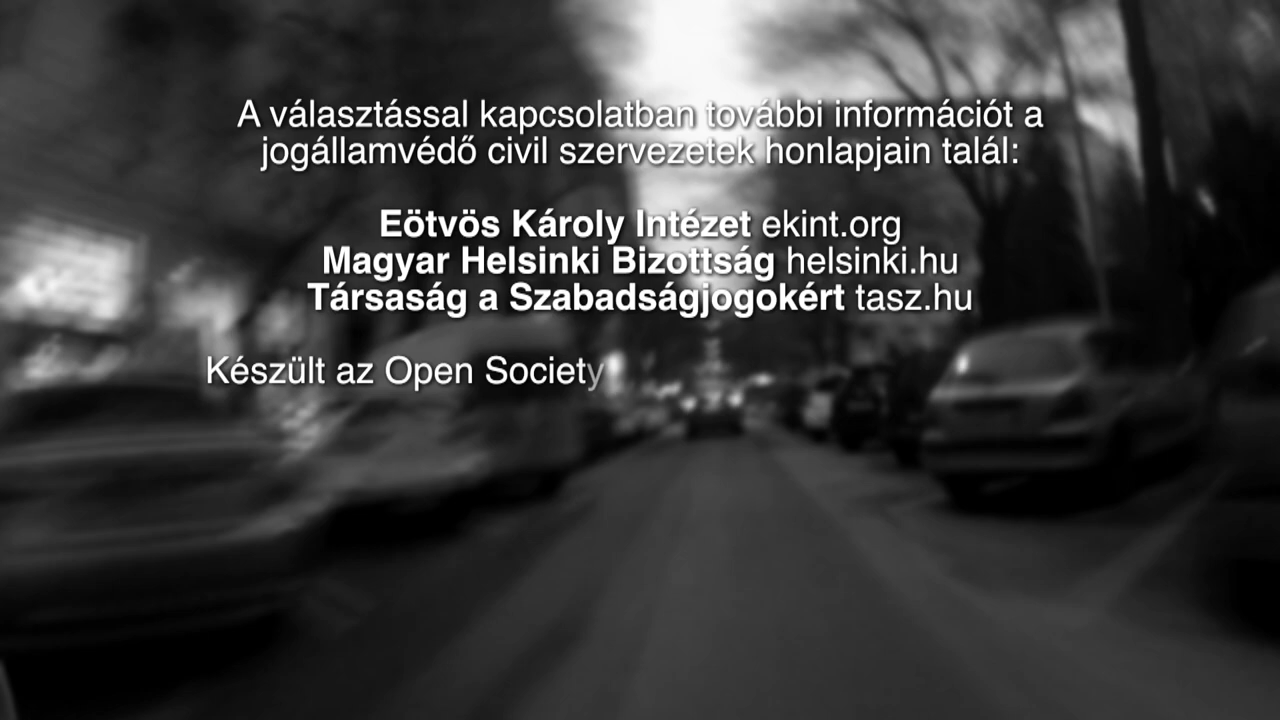 A választással kapcsolatban további információt a
jogállamvédő civil szervezetek honlapjain talál:
Eötvös Károly Intézet ekint.org
Magyar Helsinki Bizottság helsinki.hu
Társaság a Szabadságjogokért tasz.hu
Készült az Open Society